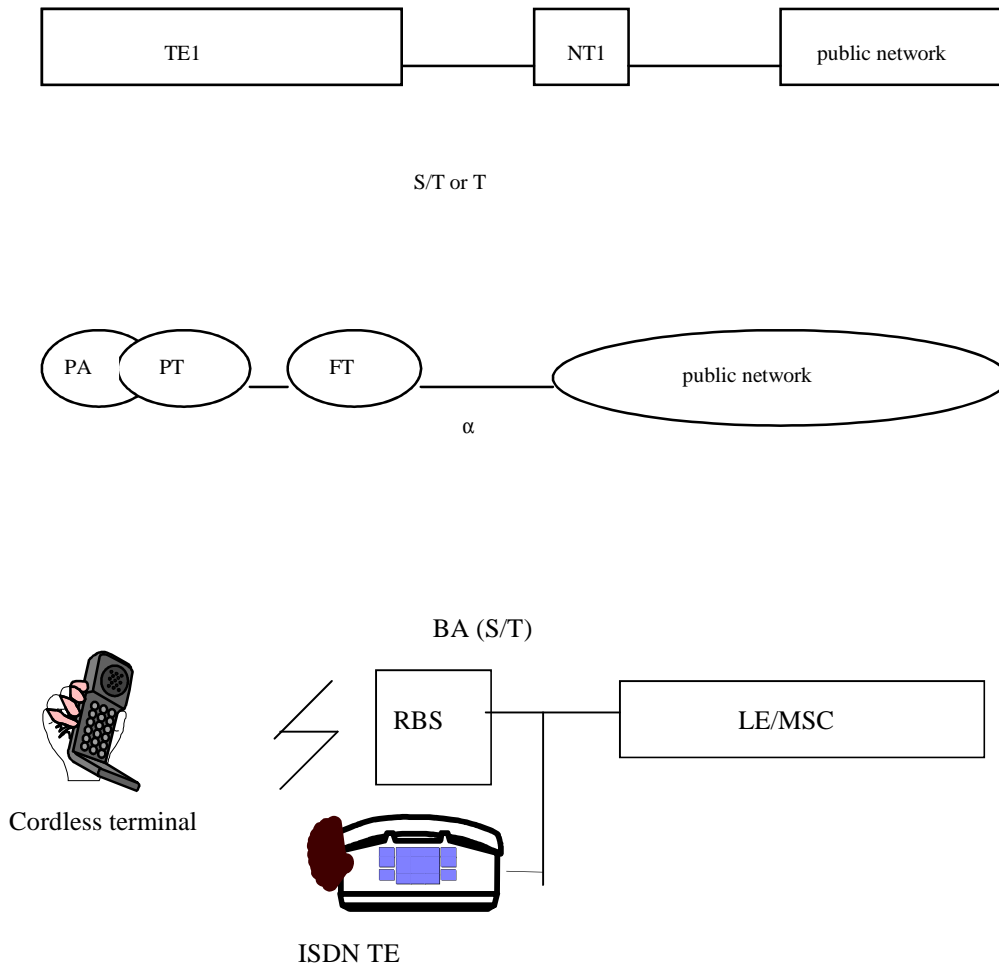 TE1 NT1 public network
S/T or T
PA PT FT public network
α
BA (S/T)
RBS LE/MSC
Cordless terminal
ISDN TE